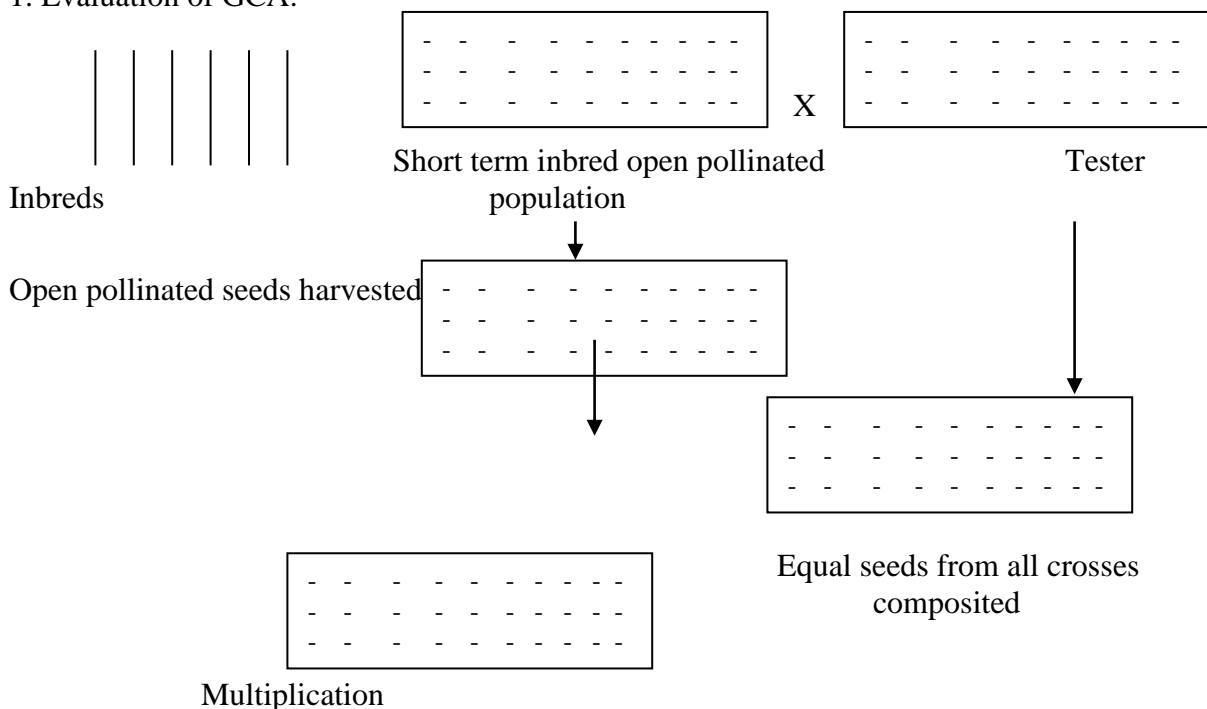 1. Evaluation of GCA.
X
Short term inbred open pollinated
population
Tester
Inbreds
Open pollinated seeds harvested
Equal seeds from all crosses
composited
Multiplication